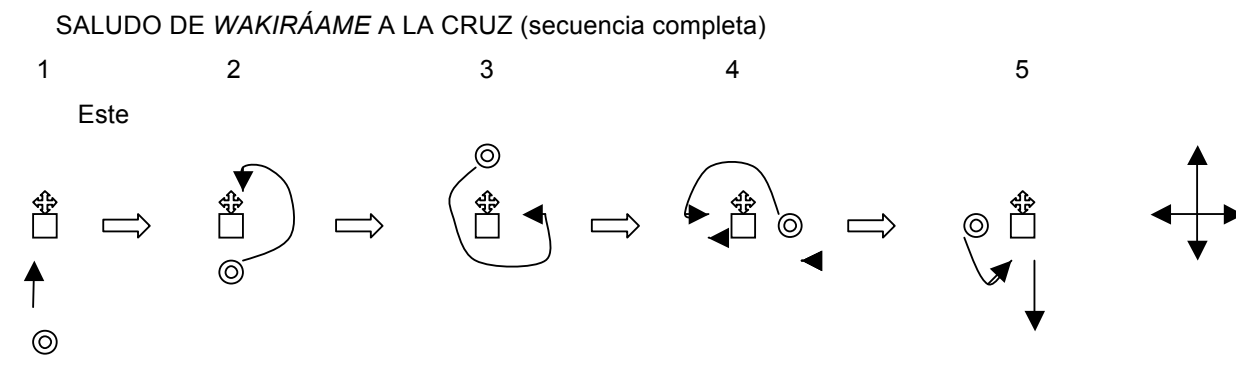 SALUDO DE WAKIRÁAME A LA CRUZ (secuencia completa)
1 2 3 4 5
Este